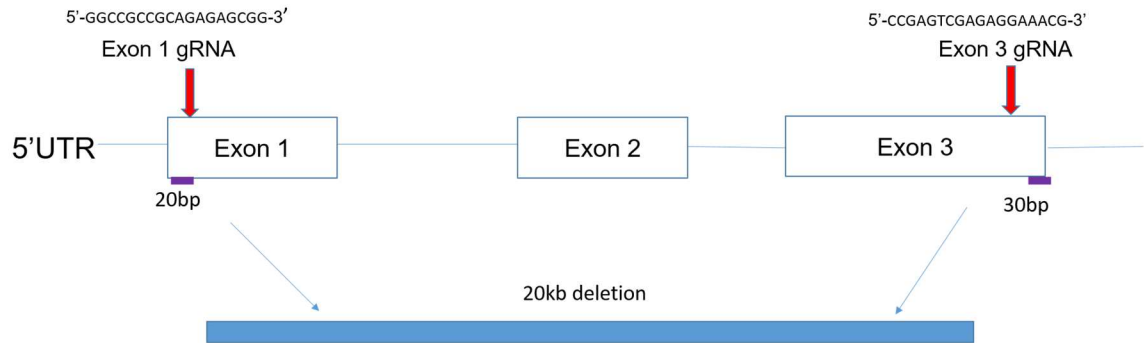 5'-GGCCGCCGCAGAGAGCGG-3'
5'-CCGAGTCGAGAGGAAACG-3'
Exon 1 gRNA
Exon 3 gRNA
5'UTR
Exon 1
Exon 2
Exon 3
20bp
30bp
20kb deletion